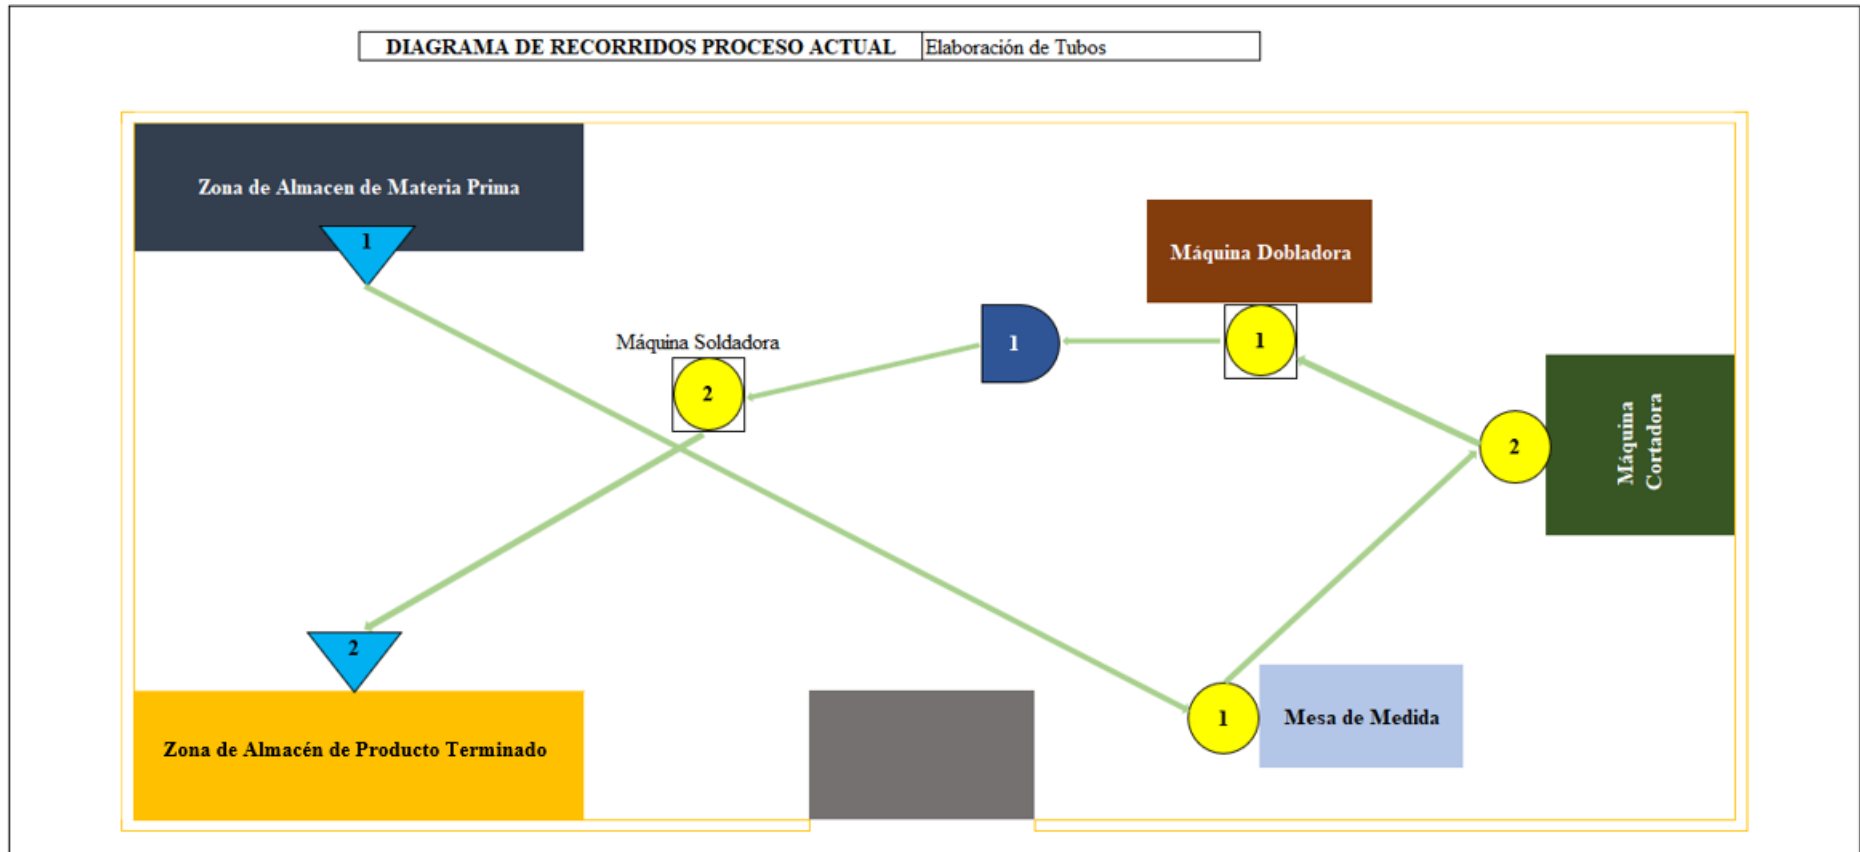 DIAGRAMA DE RECORRIDOS PROCESO ACTUAL Elaboración de Tubos
Zona de Almacen de Materia Prima
1
Máquina Dobladora
1
1
Máquina Soldadora
2
2
Máquina
Cortadora
2
1
Mesa de Medida
Zona de Almacén de Producto Terminado